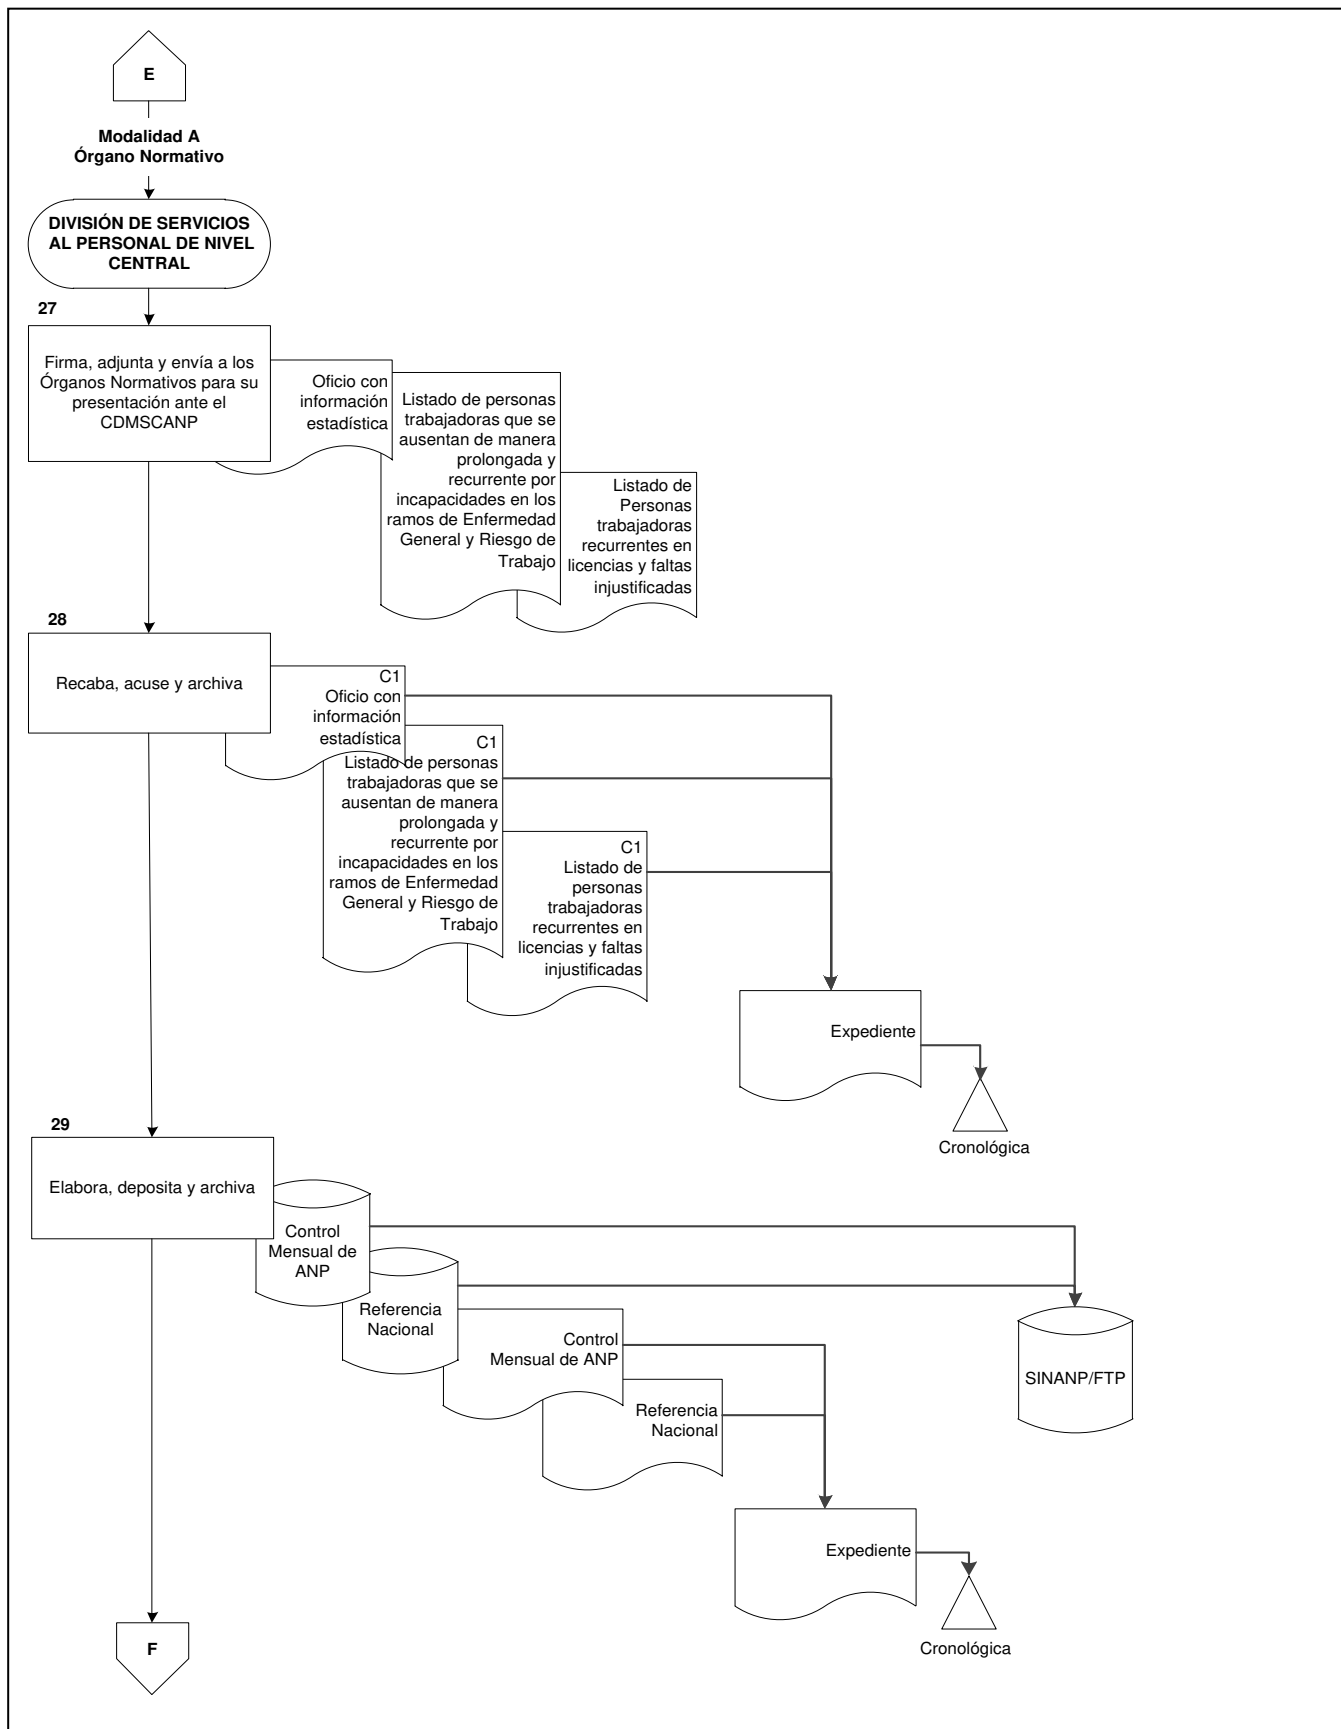 E
Modalidad A
Órgano Normativo
DIVISIÓN DE SERVICIOS
AL PERSONAL DE NIVEL
CENTRAL
27
Firma, adjunta y envía a los
Órganos Normativos para su
presentación ante el
CDMSCANP
Oficio con
información
estadística
Listado de personas
trabajadoras que se
ausentan de manera
prolongada y
recurrente por
incapacidades en los
ramos de Enfermedad
General y Riesgo de
Trabajo
Listado de
Personas
trabajadoras
recurrentes en
licencias y faltas
injustificadas
28
Recaba, acuse y archiva
C1
Oficio con
información
estadística
C1
Listado de personas
trabajadoras que se
ausentan de manera
prolongada y
recurrente por
incapacidades en los
ramos de Enfermedad
General y Riesgo de
Trabajo
C1
Listado de
personas
trabajadoras
recurrentes en
licencias y faltas
injustificadas
Expediente
Cronológica
29
Elabora, deposita y archiva
Control
Mensual de
ANP
Referencia
Nacional
Control
Mensual de ANP
Referencia
Nacional
SINANP/FTP
Expediente
Cronológica
F